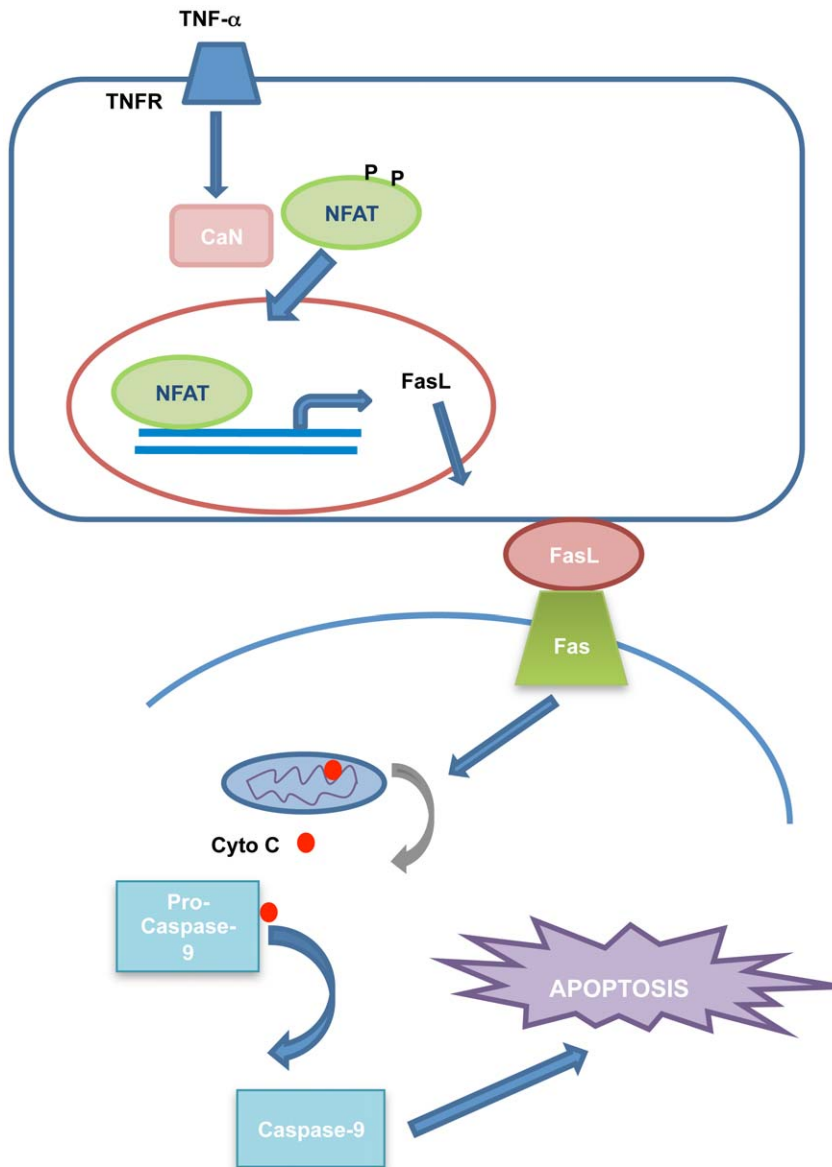 TNF-α
TNFR
P P
NFAT
CaN
NFAT
FasL
FasL
Fas
Cyto C
Pro-
Caspase-
9
APOPTOSIS
Caspase-9